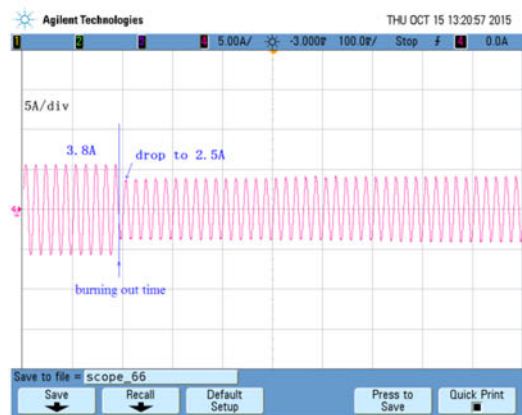 Agilent Technologies THU OCT 15 13:20:57 2015
1 2 3 4 5.00A/ -3.000▼ 100.0▼/ Stop 4 0.0A
5A/div
3.8A
drop to 2.5A
burning out time
Save to file = scope_66
Save Recall Default Setup Press to Save Quick Print